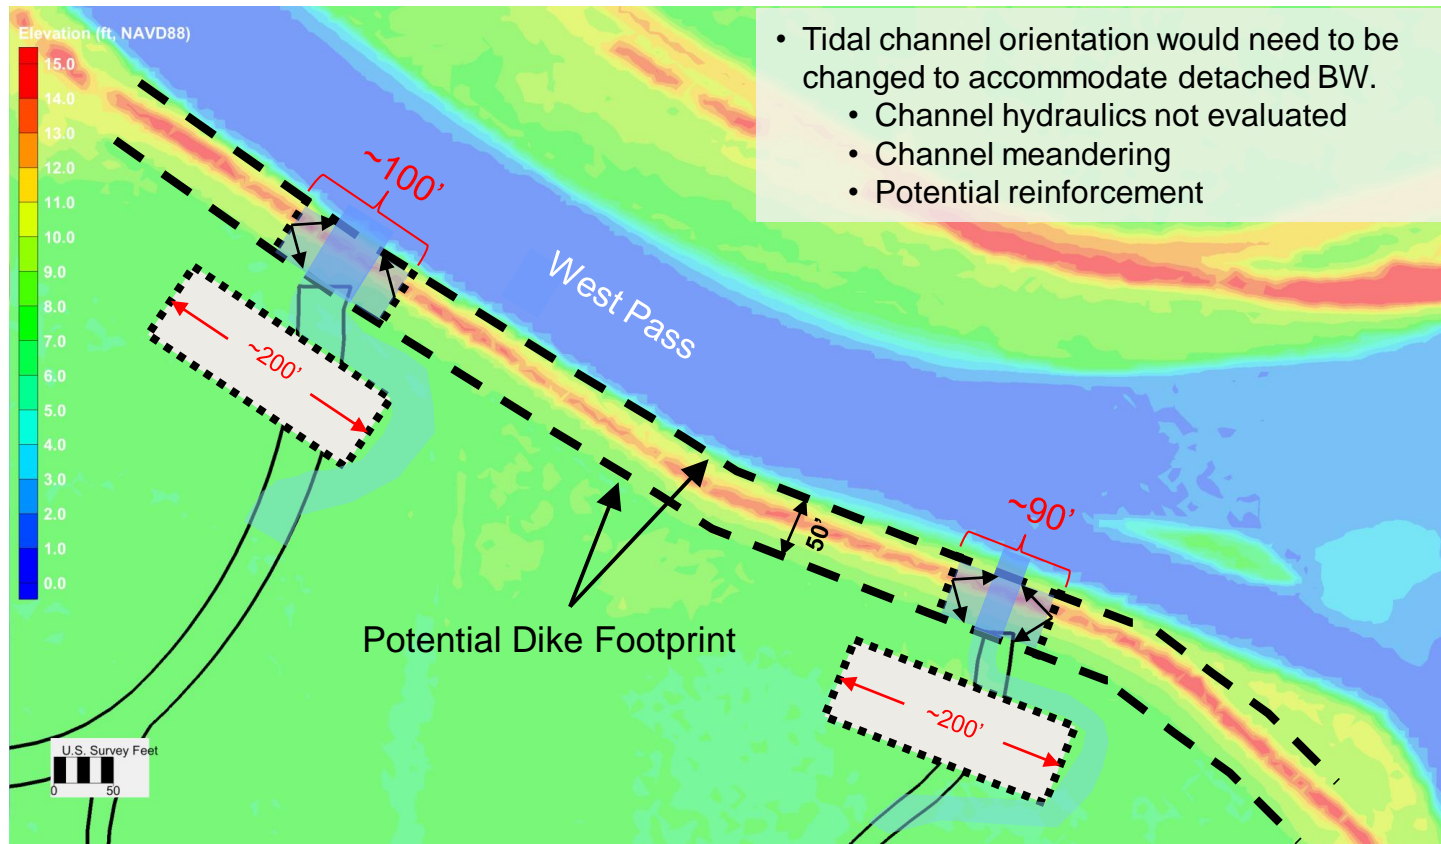 Elevation (ft, NAVD88)
15.0
14.0
13.0
12.0
11.0
10.0
9.0
8.0
7.0
6.0
5.0
4.0
3.0
2.0
1.0
0.0
• Tidal channel orientation would need to be
changed to accommodate detached BW.
• Channel hydraulics not evaluated
• Channel meandering
• Potential reinforcement
~100’
West Pass
~200’
~90’
50’
Potential Dike Footprint
~200’
U.S. Survey Feet
0 50